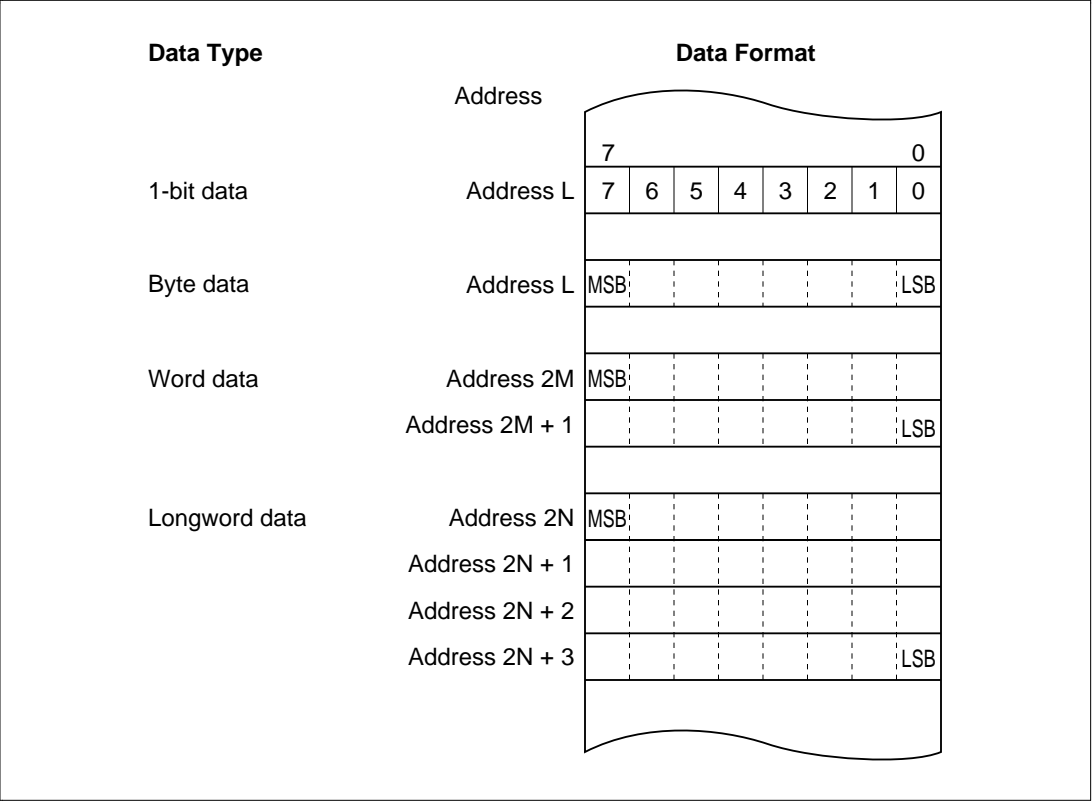 Data Type Data Format
Address
7 0
1-bit data Address L 7 6 5 4 3 2 1 0
Byte data Address L MSB LSB
Word data Address 2M MSB
Address 2M + 1 LSB
Longword data Address 2N MSB
Address 2N + 1
Address 2N + 2
Address 2N + 3 LSB